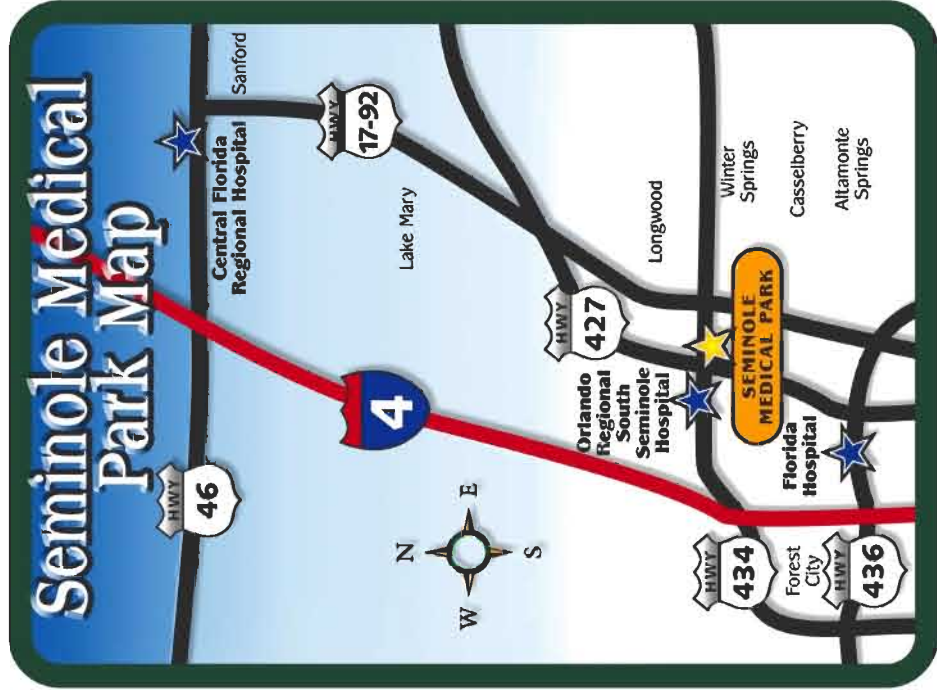 Seminole Medical
Park Map
Sanford
Central Florida
Regional Hospital
HWY
46
HWY
17-92
Lake Mary
4
N
W
E
S
HWY
427
Longwood
Orlando
Regional
South
Seminole
Hospital
Winter
Springs
SEMINOLE
MEDICAL PARK
Casselberry
HWY
434
Forest
City
Florida
Hospital
Altamonte
Springs
HWY
436